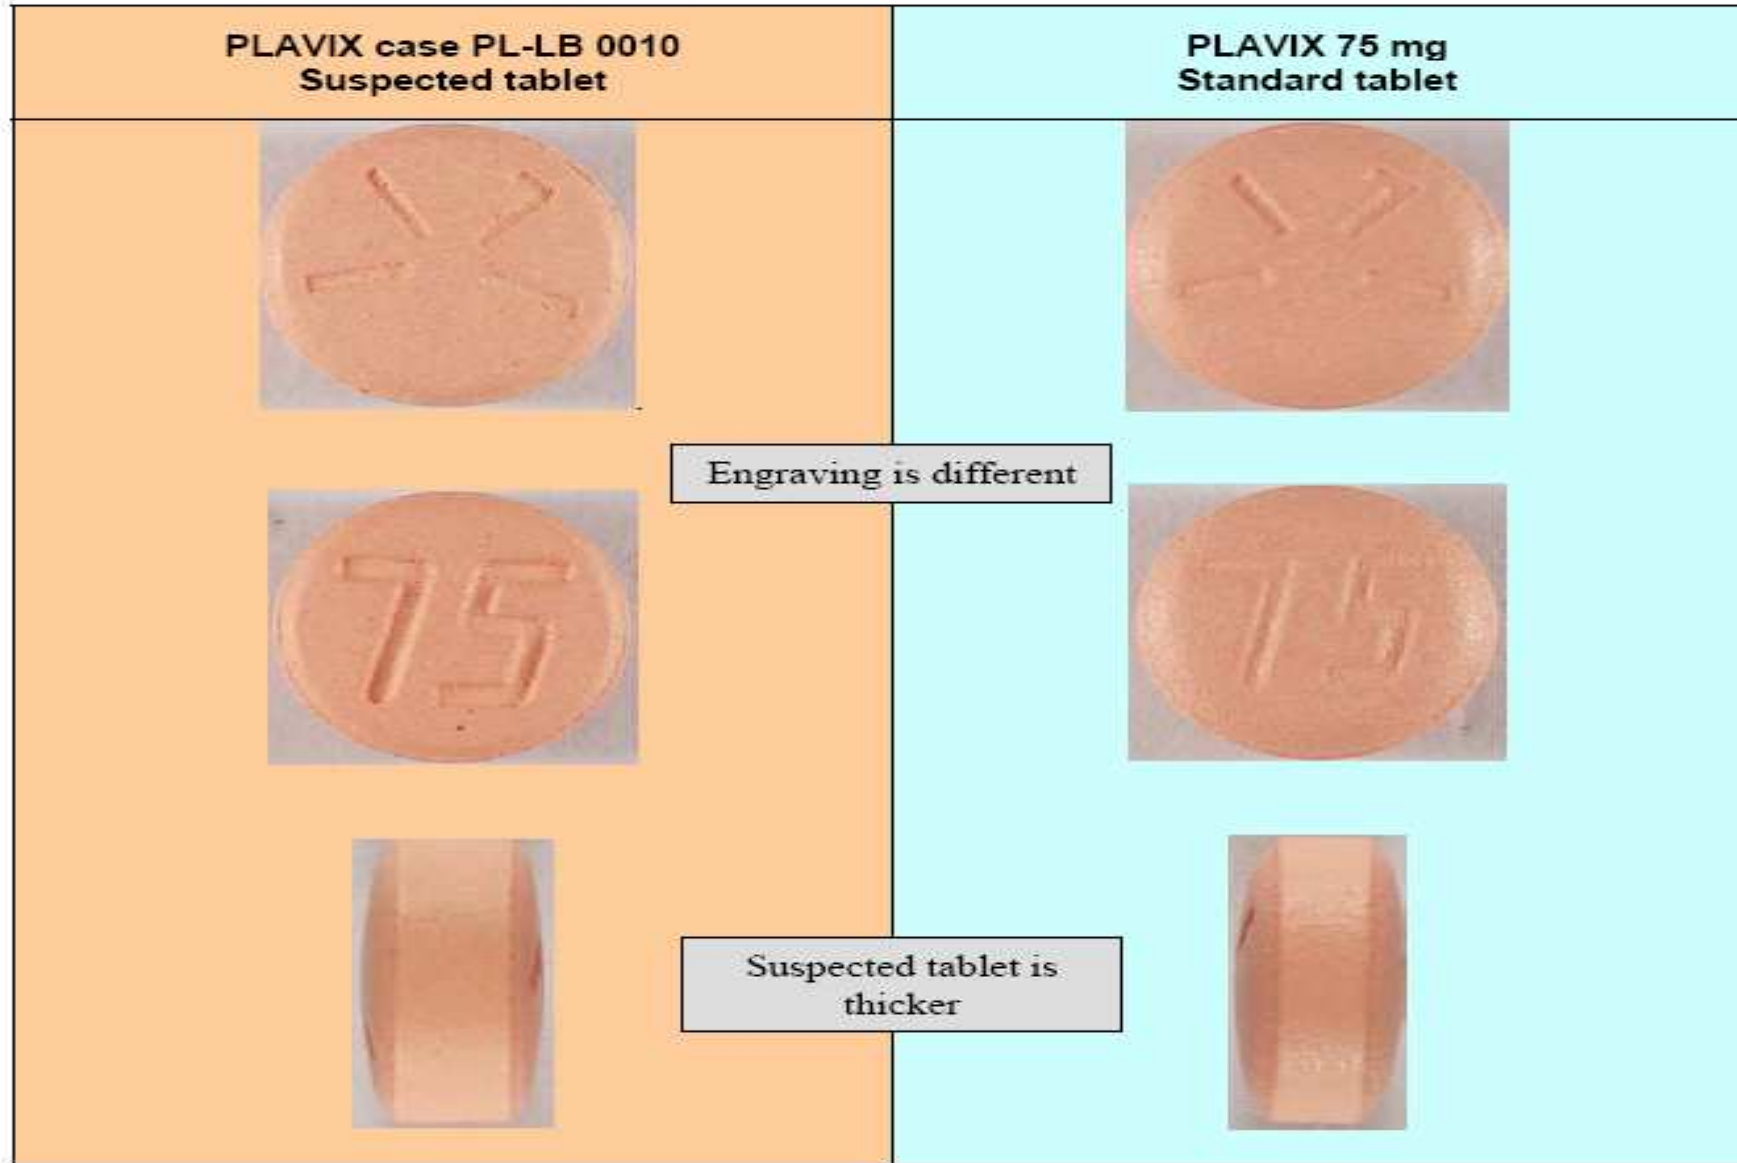 PLAVIX case PL-LB 0010
Suspected tablet
PLAVIX 75 mg
Standard tablet
Engraving is different
75
75
Suspected tablet is
thicker